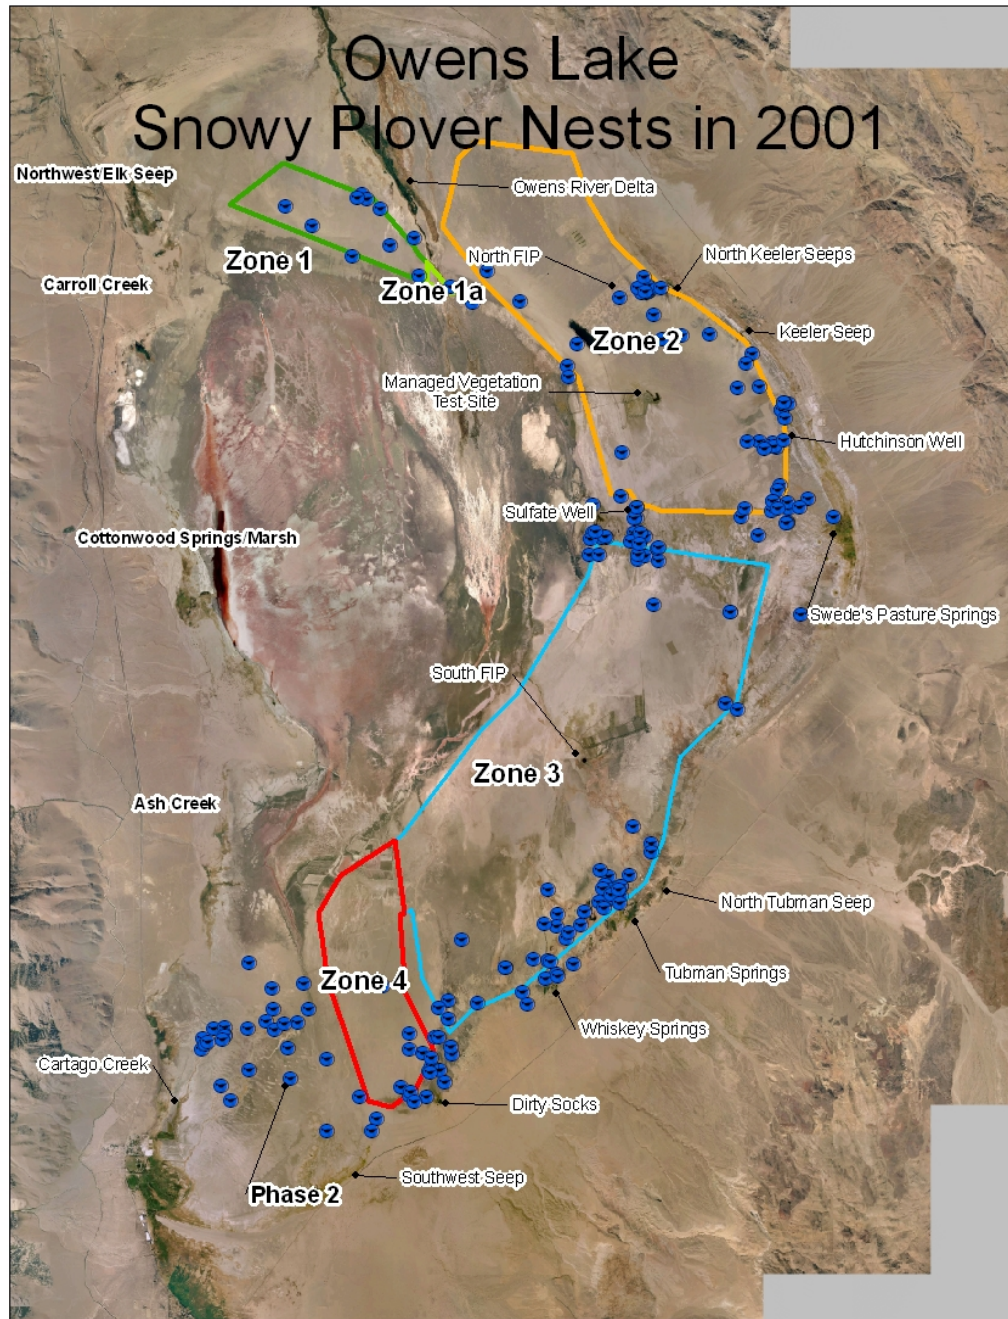 Owens Lake
Snowy Plover Nests in 2001
Northwest/Elk Seep
Owens River Delta
Zone 1
North FIP
North Keeler Seeps
Carroll Creek
Zone 1a
Keeler Seep
Zone 2
Managed Vegetation
Test Site
Hutchinson Well
Sulfate Well
Cottonwood Springs/Marsh
Swede's Pasture Springs
South FIP
Zone 3
Ash Creek
North Tubman Seep
Tubman Springs
Zone 4
Whiskey Springs
Cartago Creek
Dirty Socks
Southwest Seep
Phase 2